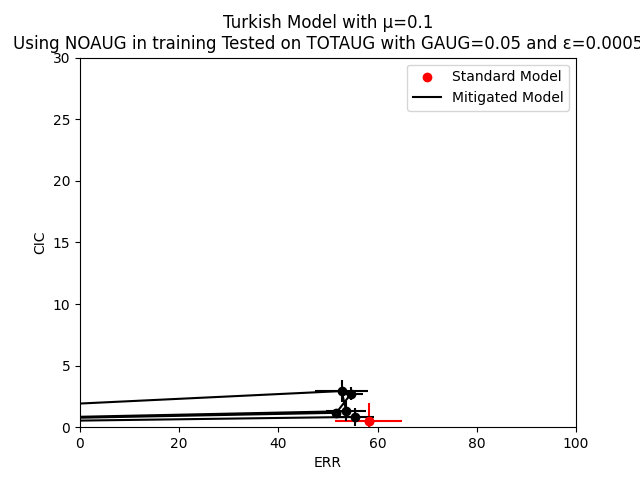 Turkish Model with μ=0.1
Using NOAUG in training Tested on TOTAUG with GAUG=0.05 and ε=0.0005
Standard Model
Mitigated Model
30
25
20
15
10
5
0
CIC
0 20 40 60 80 100
ERR